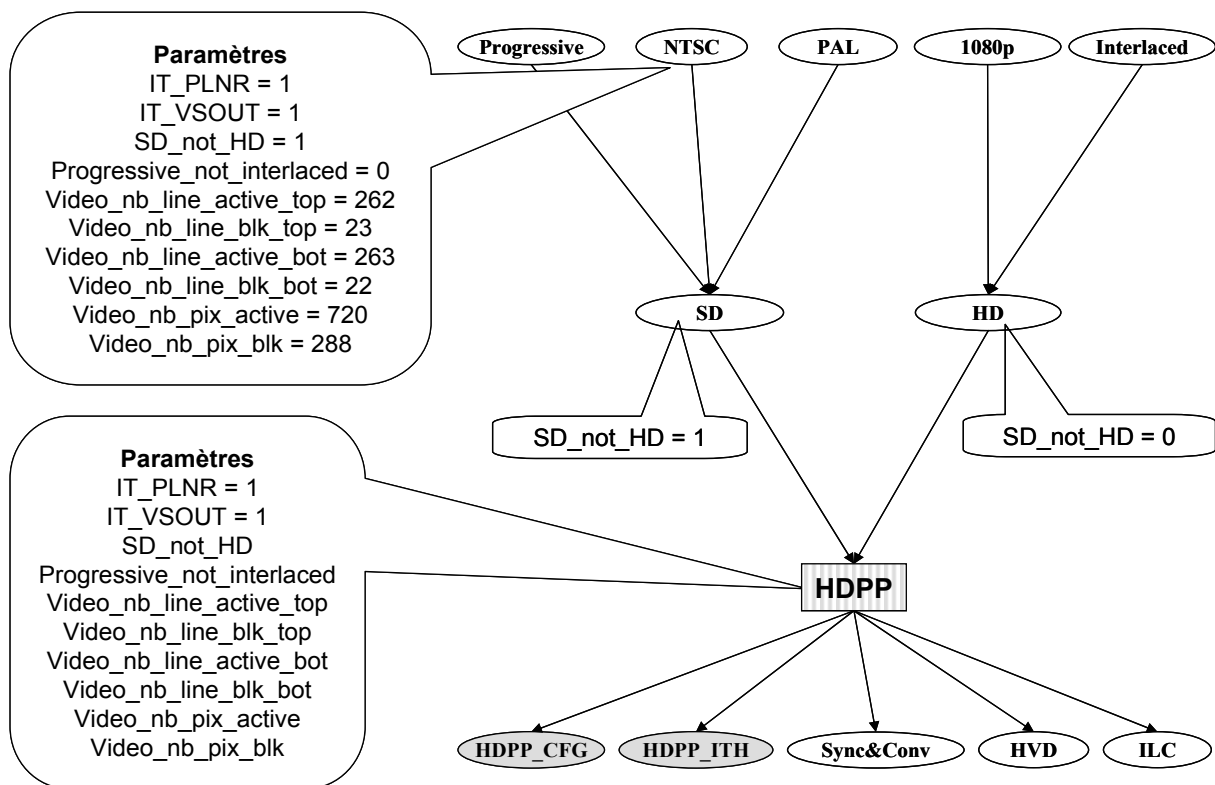 Paramètres
IT_PLNR = 1
IT_VSOUT = 1
SD_not_HD = 1
Progressive_not_interlaced = 0
Video_nb_line_active_top = 262
Video_nb_line_blk_top = 23
Video_nb_line_active_bot = 263
Video_nb_line_blk_bot = 22
Video_nb_pix_active = 720
Video_nb_pix_blk = 288
Progressive
NTSC
PAL
1080p
Interlaced
SD
HD
SD_not_HD = 1
SD_not_HD = 0
Paramètres
IT_PLNR = 1
IT_VSOUT = 1
SD_not_HD
Progressive_not_interlaced
Video_nb_line_active_top
Video_nb_line_blk_top
Video_nb_line_active_bot
Video_nb_line_blk_bot
Video_nb_pix_active
Video_nb_pix_blk
HDPP
HDPP_CFG
HDPP_ITH
Sync&Conv
HVD
ILC